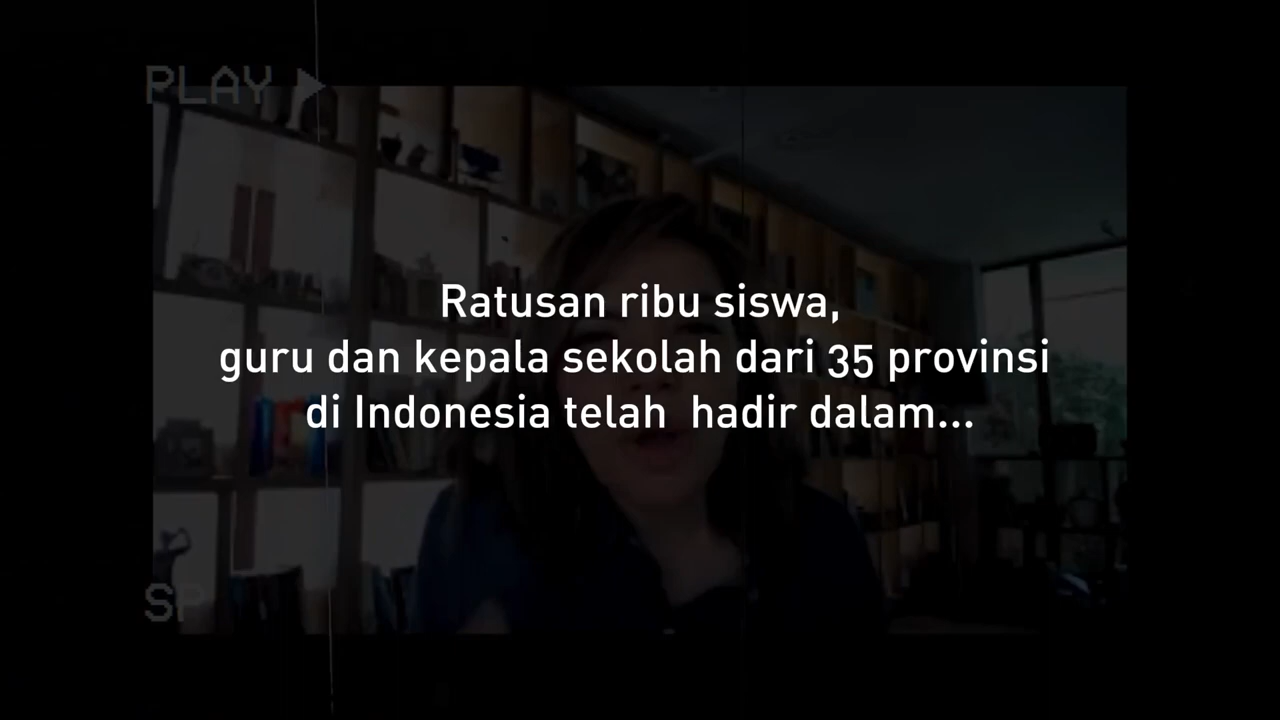 PLAY
Ratusan ribu siswa,
guru dan kepala sekolah dari 35 provinsi
di Indonesia telah hadir dalam...
SP